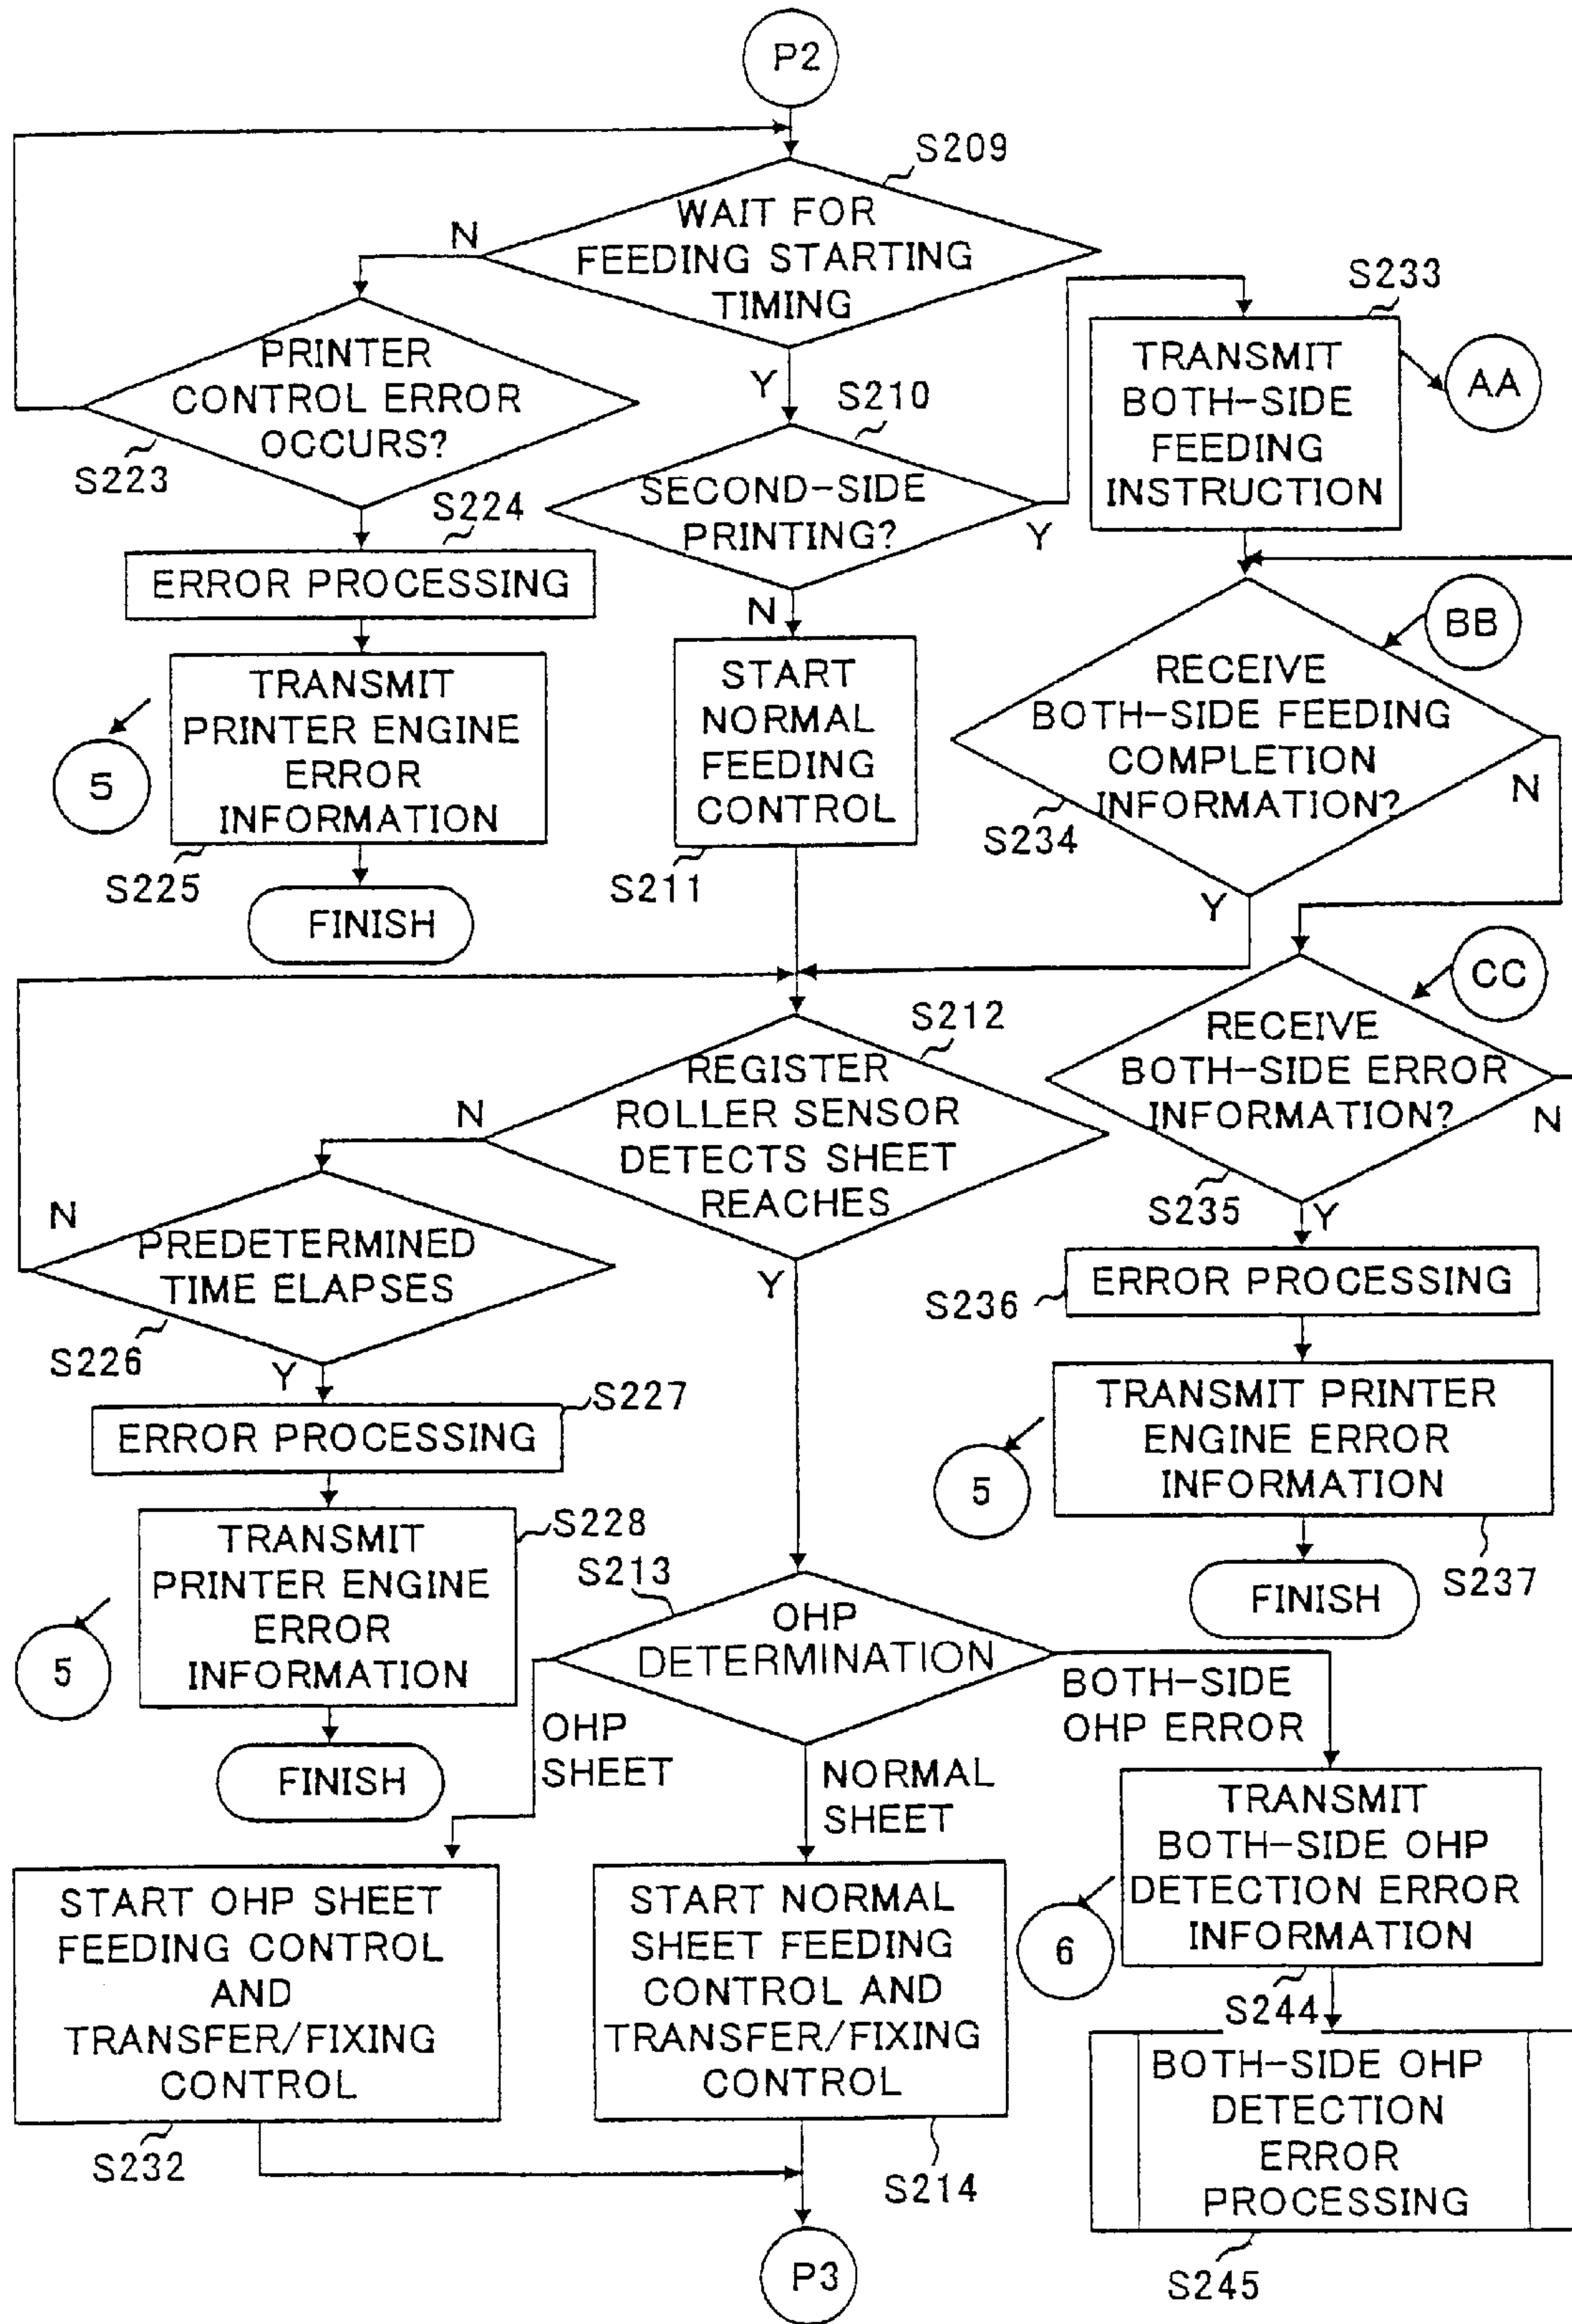 P2
S209
WAIT FOR
FEEDING STARTING
TIMING
N
Y
S233
TRANSMIT
BOTH-SIDE
FEEDING
INSTRUCTION
AA
PRINTER
CONTROL ERROR
OCCURS?
S223
S210
SECOND-SIDE
PRINTING?
Y
N
S224
ERROR PROCESSING
TRANSMIT
PRINTER ENGINE
ERROR
INFORMATION
5
S225
FINISH
START
NORMAL
FEEDING
CONTROL
S211
BB
RECEIVE
BOTH-SIDE FEEDING
COMPLETION
INFORMATION?
N
S234
Y
CC
RECEIVE
BOTH-SIDE ERROR
INFORMATION?
N
S235
Y
S212
REGISTER
ROLLER SENSOR
DETECTS SHEET
REACHES
N
Y
N
PREDETERMINED
TIME ELAPSES
S226
Y
S236
ERROR PROCESSING
TRANSMIT PRINTER
ENGINE ERROR
INFORMATION
5
S237
FINISH
S227
ERROR PROCESSING
S228
TRANSMIT
PRINTER ENGINE
ERROR
INFORMATION
5
FINISH
S213
OHP
DETERMINATION
OHP
SHEET
NORMAL
SHEET
BOTH-SIDE
OHP ERROR
START OHP SHEET
FEEDING CONTROL
AND
TRANSFER/FIXING
CONTROL
S232
START NORMAL
SHEET FEEDING
CONTROL AND
TRANSFER/FIXING
CONTROL
S214
TRANSMIT
BOTH-SIDE OHP
DETECTION ERROR
INFORMATION
6
S244
BOTH-SIDE OHP
DETECTION
ERROR
PROCESSING
S245
P3